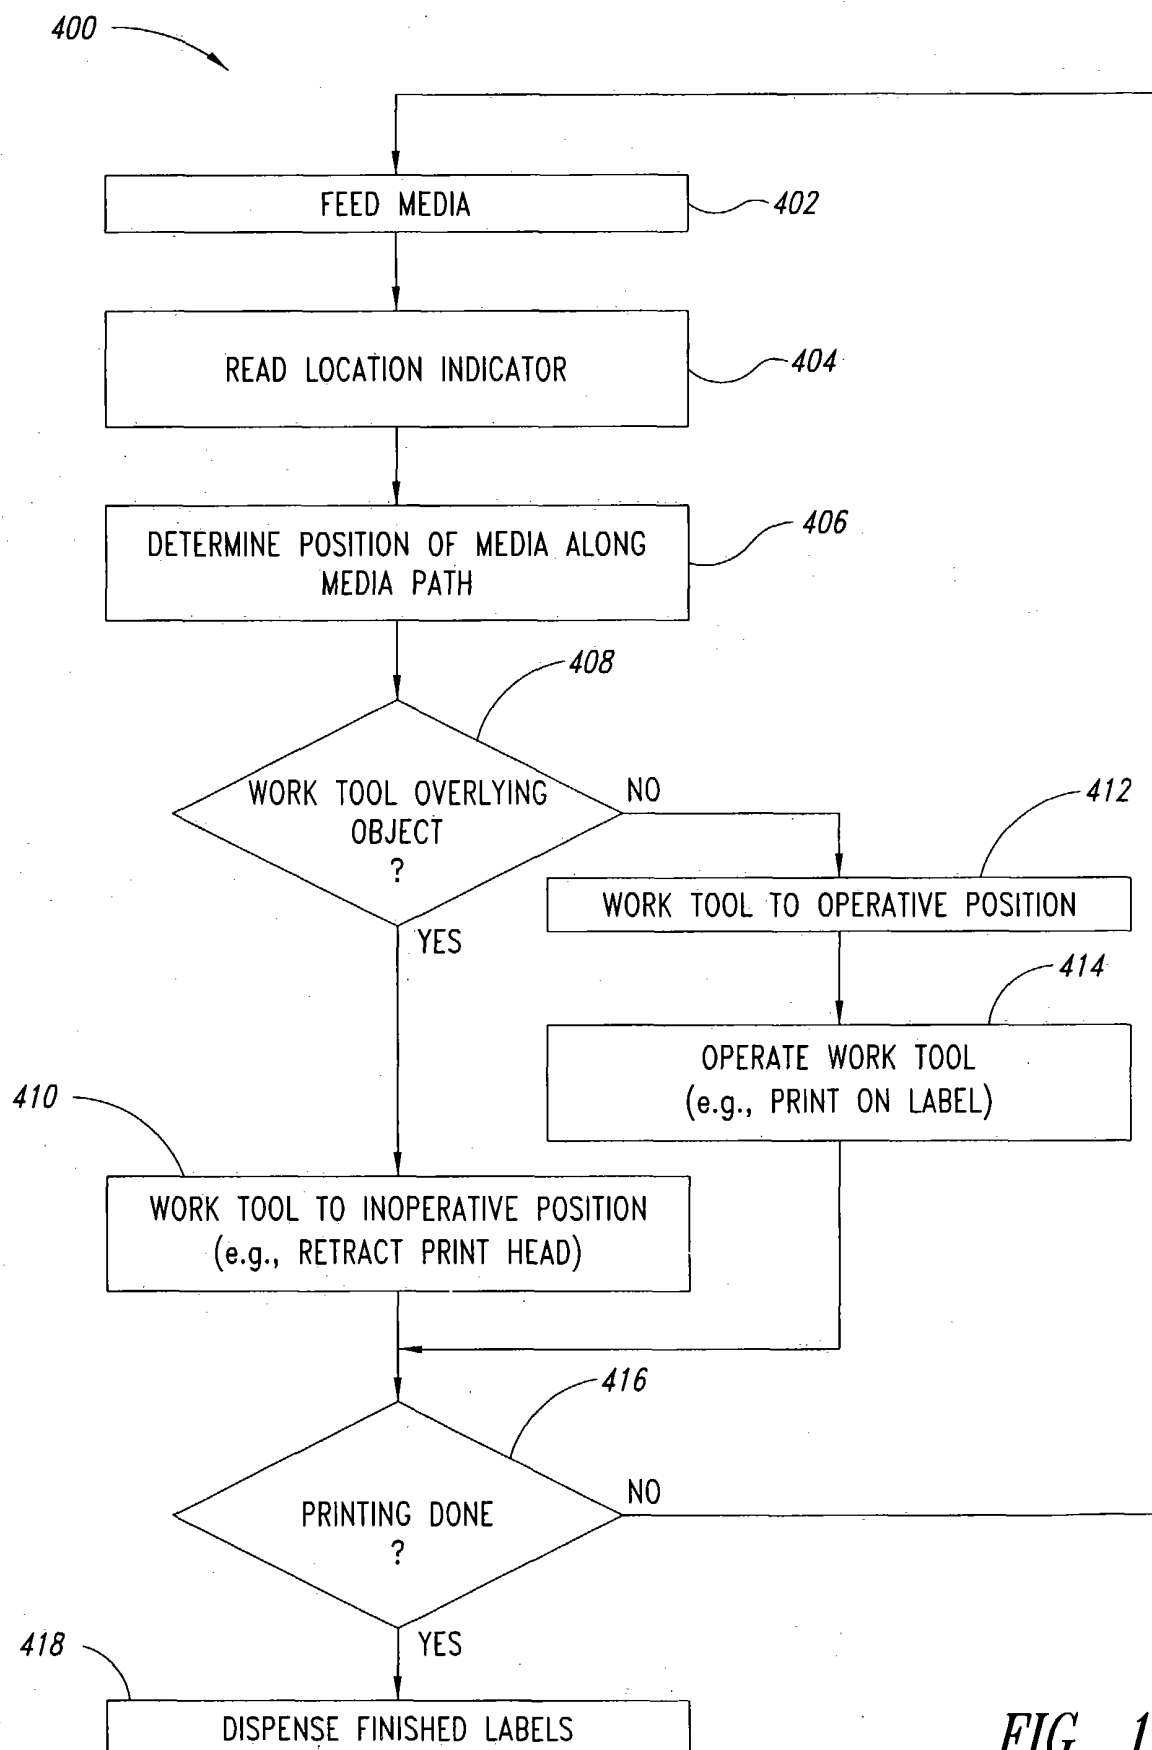 400
FEED MEDIA
402
READ LOCATION INDICATOR
404
DETERMINE POSITION OF MEDIA ALONG
MEDIA PATH
406
408
WORK TOOL OVERLYING
OBJECT
?
NO
YES
412
WORK TOOL TO OPERATIVE POSITION
414
OPERATE WORK TOOL
(e.g., PRINT ON LABEL)
410
WORK TOOL TO INOPERATIVE POSITION
(e.g., RETRACT PRINT HEAD)
416
PRINTING DONE
?
NO
YES
418
DISPENSE FINISHED LABELS
FIG. 1